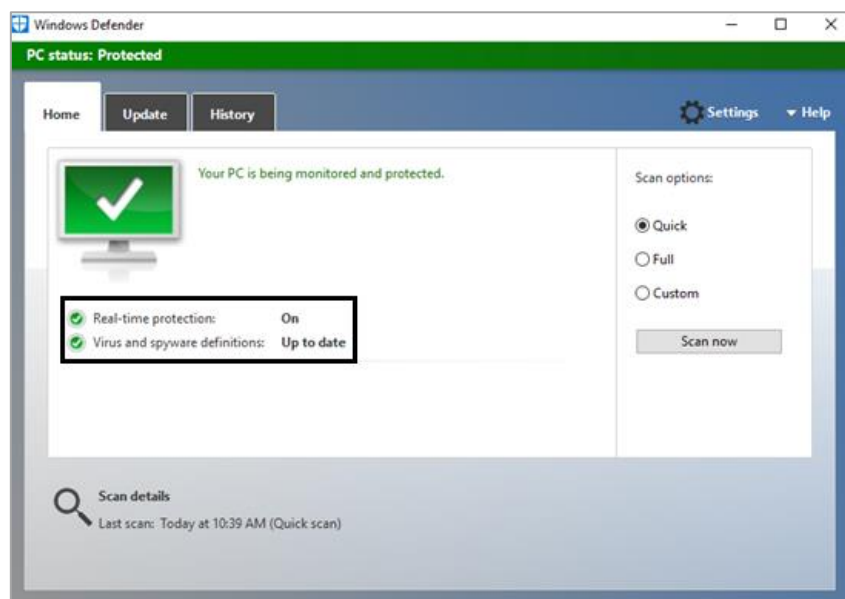 Windows Defender
PC status: Protected
Home Update History Settings Help
Your PC is being monitored and protected.
Scan options:
Quick
Full
Custom
Real-time protection: On
Virus and spyware definitions: Up to date
Scan now
Scan details
Last scan: Today at 10:39 AM (Quick scan)